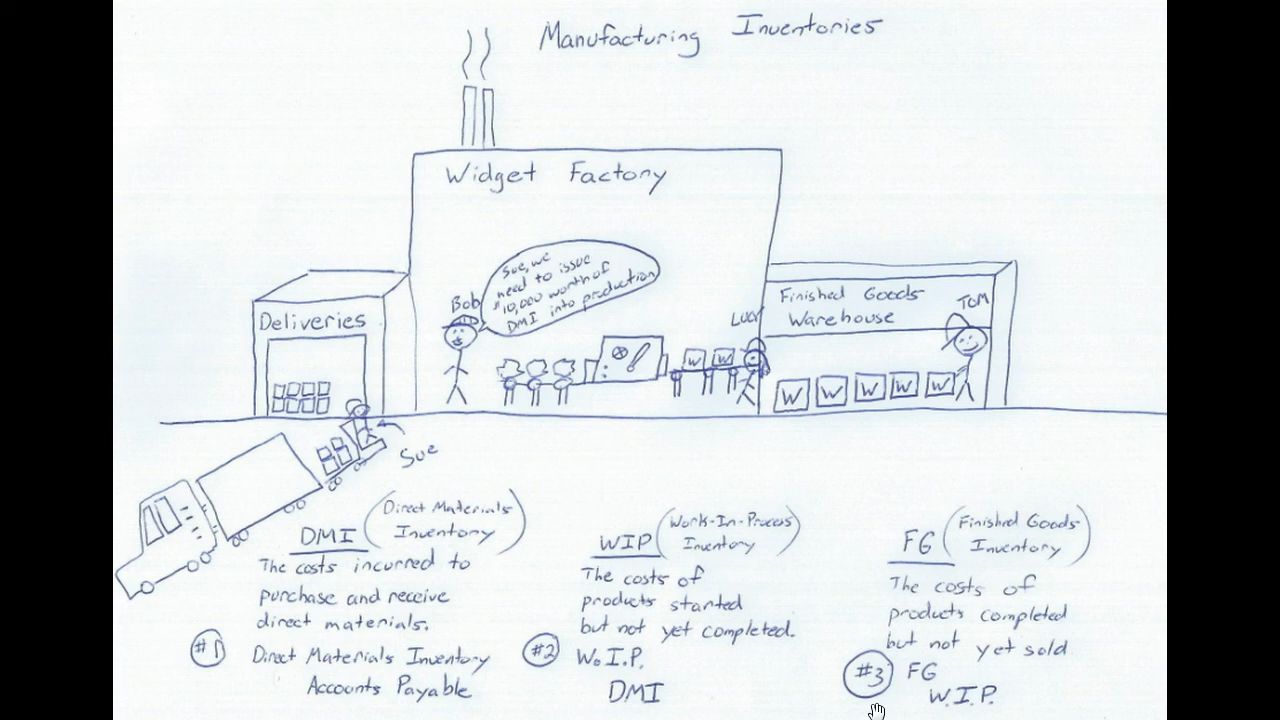 Manufacturing Inventories
Widget Factory
Sue, we
need to issue
$10,000 worth of
DMI into production
Bob
Deliveries
Lucy
Finished Goods
Warehouse
Tom
W W
W W W W W
Sue
DMI (Direct Materials
Inventory)
The costs incurred to
purchase and receive
direct materials.
#1 Direct Materials Inventory
Accounts Payable
WIP (Work-In-Process
Inventory)
The costs of
products started
but not yet completed.
#2 W.I.P.
DMI
FG (Finished Goods
Inventory)
The costs of
products completed
but not yet sold.
#3 FG
W.I.P.